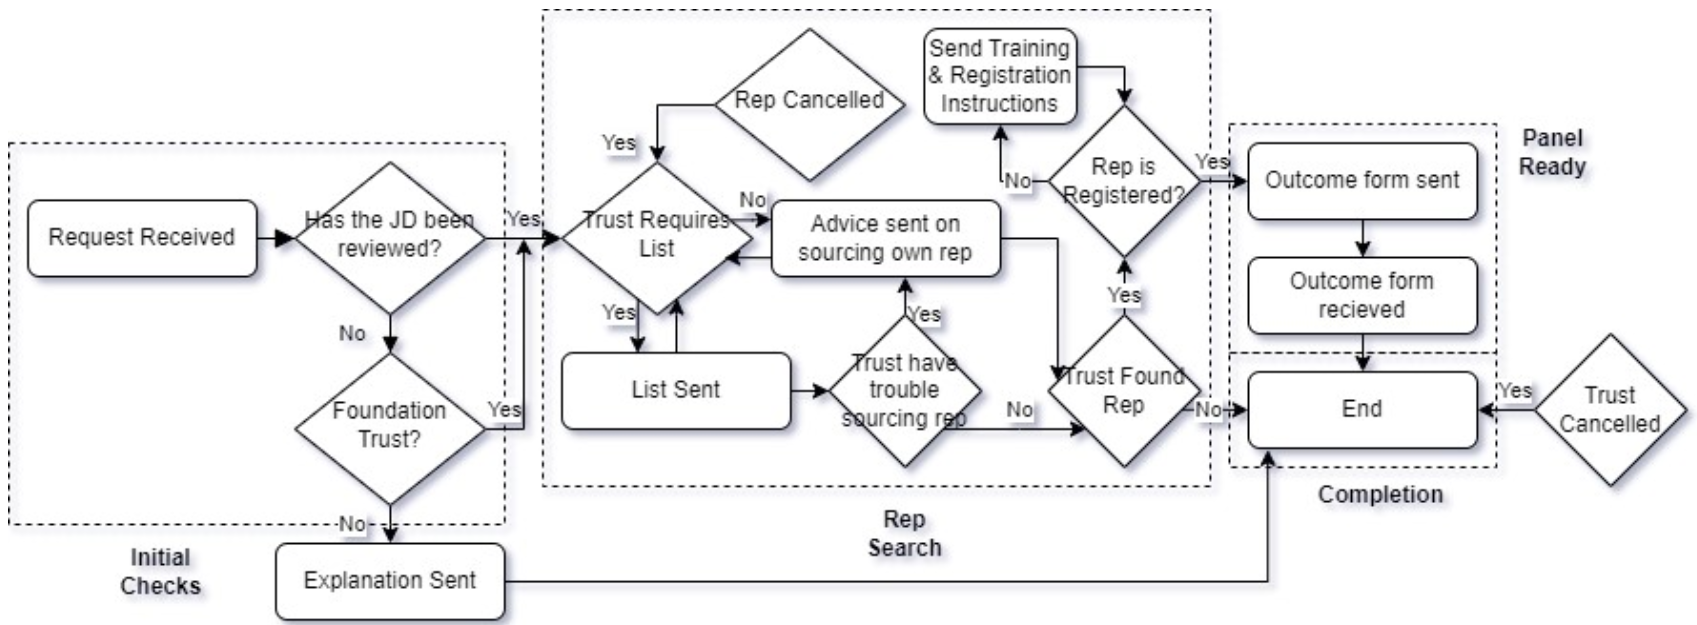 Request Received
Has the JD been
reviewed?
Yes
No
Foundation
Trust?
Yes
No
Explanation Sent
Initial
Checks
Rep Cancelled
Yes
Trust Requires
List
No
Yes
Advice sent on
sourcing own rep
List Sent
Trust have
trouble
sourcing rep
Yes
No
Trust Found
Rep
Yes
No
Rep is
Registered?
No
Yes
Send Training
& Registration
Instructions
Rep
Search
Outcome form sent
Outcome form
recieved
Panel
Ready
End
Completion
Yes
Trust
Cancelled